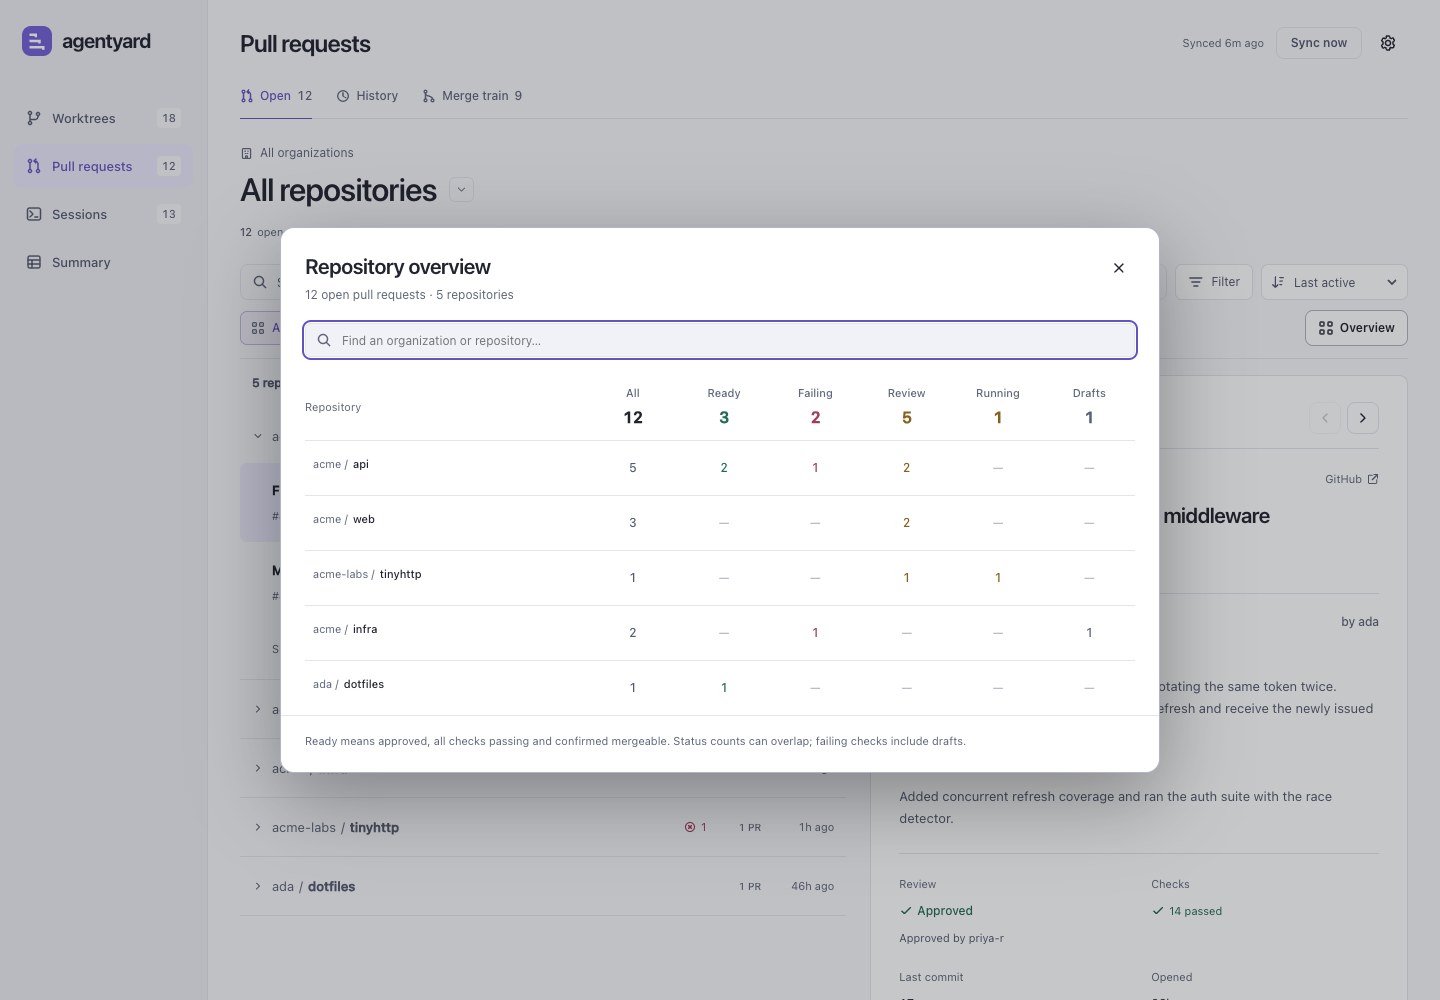 agentyard
Worktrees 18
Pull requests 12
Sessions 13
Summary
Pull requests
Synced 6m ago
Sync now
Open 12
History
Merge train 9
All organizations
All repositories
12 open
Filter
Last active
Overview
5 rep
Repository overview
12 open pull requests · 5 repositories
Find an organization or repository...
Repository All Ready Failing Review Running Drafts
12 3 2 5 1 1
acme / api 5 2 1 2 — —
acme / web 3 — — 2 — —
acme-labs / tinyhttp 1 — — 1 1 —
acme / infra 2 — 1 — — 1
ada / dotfiles 1 1 — — — —
Ready means approved, all checks passing and confirmed mergeable. Status counts can overlap; failing checks include drafts.
acme-labs / tinyhttp 1 1 PR 1h ago
ada / dotfiles 1 PR 46h ago
GitHub
middleware
by ada
otating the same token twice.
efresh and receive the newly issued
Added concurrent refresh coverage and ran the auth suite with the race
detector.
Review
Approved
Approved by priya-r
Checks
14 passed
Last commit
Opened